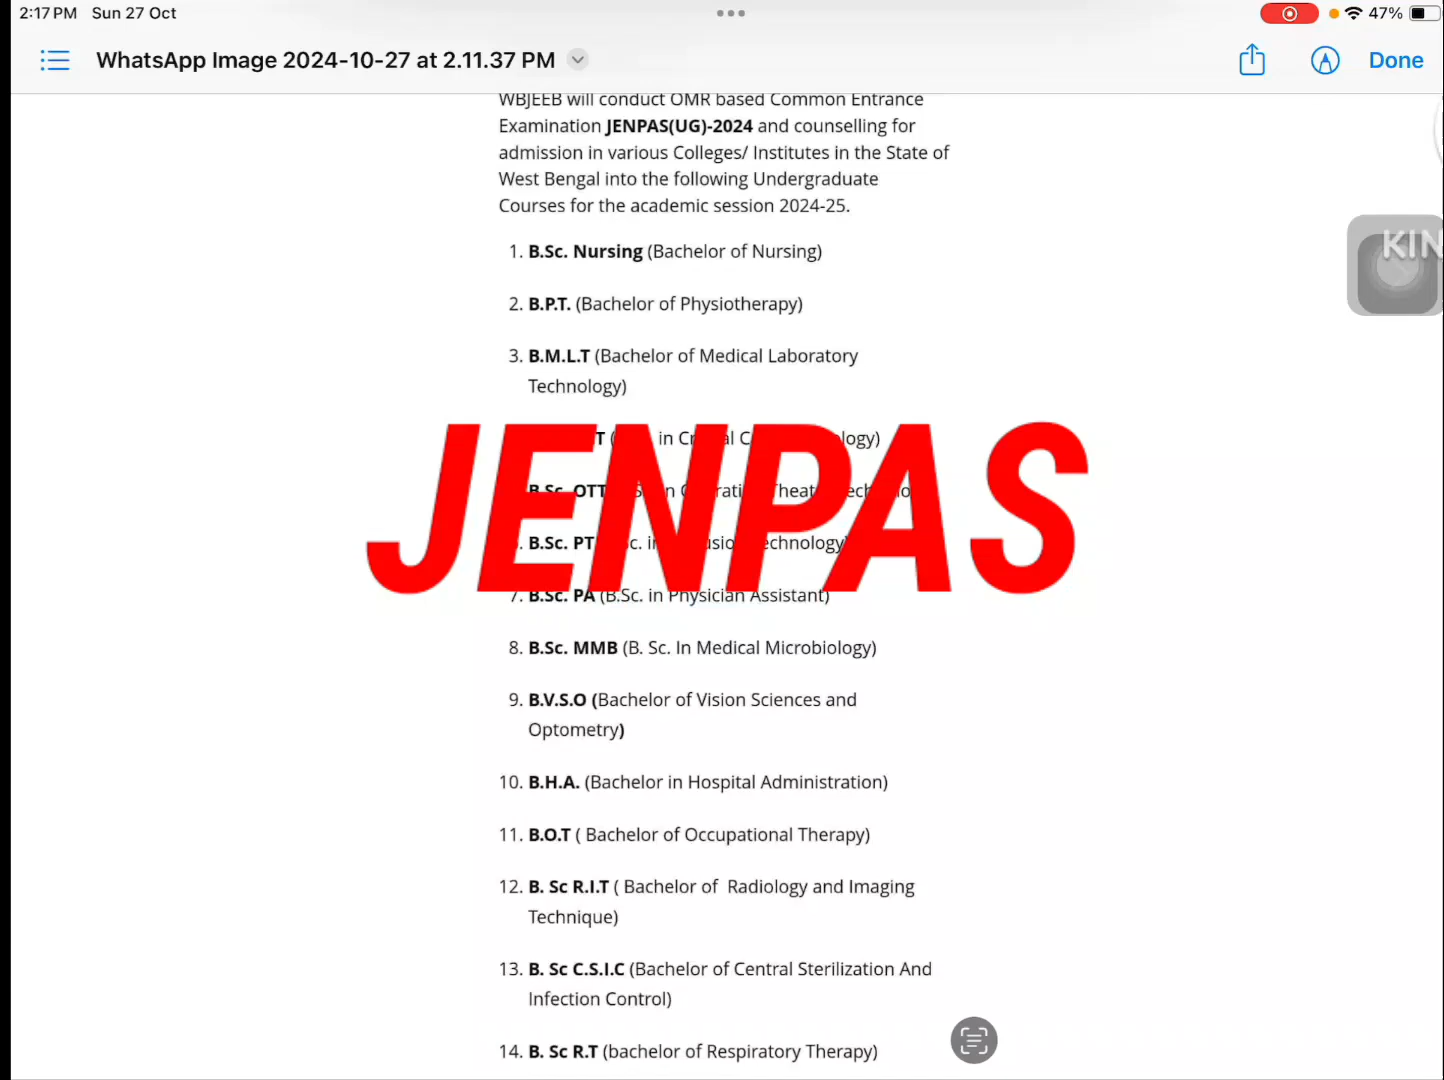 2:17 PM Sun 27 Oct
47%
WhatsApp Image 2024-10-27 at 2.11.37 PM
Done
WBJEEB will conduct OMR based Common Entrance
Examination JENPAS(UG)-2024 and counselling for
admission in various Colleges/ Institutes in the State of
West Bengal into the following Undergraduate
Courses for the academic session 2024-25.
KIN
1. B.Sc. Nursing (Bachelor of Nursing)
2. B.P.T. (Bachelor of Physiotherapy)
3. B.M.L.T (Bachelor of Medical Laboratory
Technology)
in
JENPAS
B.Sc. OTT
B.Sc. PT
7. B.Sc. PA (B.Sc. in Physician Assistant)
8. B.Sc. MMB (B. Sc. In Medical Microbiology)
9. B.V.S.O (Bachelor of Vision Sciences and
Optometry)
10. B.H.A. (Bachelor in Hospital Administration)
11. B.O.T ( Bachelor of Occupational Therapy)
12. B. Sc R.I.T ( Bachelor of Radiology and Imaging
Technique)
13. B. Sc C.S.I.C (Bachelor of Central Sterilization And
Infection Control)
14. B. Sc R.T (bachelor of Respiratory Therapy)